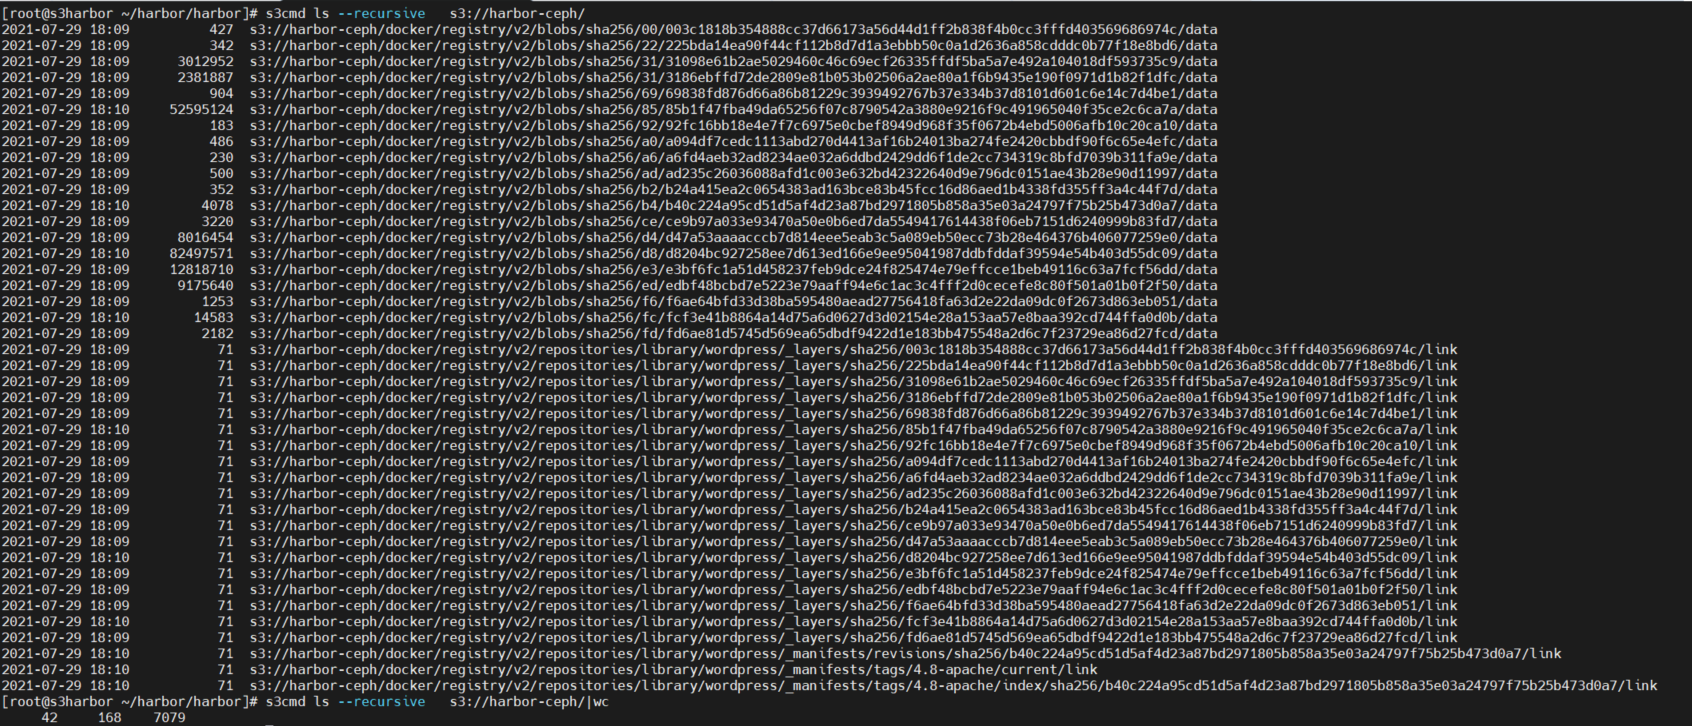 [root@s3harbor ~/harbor/harbor]# s3cmd ls --recursive   s3://harbor-ceph/
2021-07-29 18:09          427  s3://harbor-ceph/docker/registry/v2/blobs/sha256/00/003c1818b354888cc37d66173a56d44d1ff2b838f4b0cc3fffd403569686974c/data
2021-07-29 18:09          342  s3://harbor-ceph/docker/registry/v2/blobs/sha256/22/225bda14ea90f44cf112b8d7d1a3ebbb50c0a1d2636a858cdddc0b77f18e8bd6/data
2021-07-29 18:09      3012952  s3://harbor-ceph/docker/registry/v2/blobs/sha256/31/31098e61b2ae5029460c46c69ecf26335ffdf5ba5a7e492a104018df593735c9/data
2021-07-29 18:09      2381887  s3://harbor-ceph/docker/registry/v2/blobs/sha256/31/3186ebffd72de2809e81b053b02506a2ae80a1f6b9435e190f0971d1b82f1dfc/data
2021-07-29 18:09          904  s3://harbor-ceph/docker/registry/v2/blobs/sha256/69/69838fd876d66a86b81229c3939492767b37e334b37d8101d601c6e14c7d4be1/data
2021-07-29 18:10     52595124  s3://harbor-ceph/docker/registry/v2/blobs/sha256/85/85b1f47fba49da65256f07c8790542a3880e9216f9c491965040f35ce2c6ca7a/data
2021-07-29 18:09          183  s3://harbor-ceph/docker/registry/v2/blobs/sha256/92/92fc16bb18e4e7f7c6975e0cbef8949d968f35f0672b4ebd5006afb10c20ca10/data
2021-07-29 18:09          486  s3://harbor-ceph/docker/registry/v2/blobs/sha256/a0/a094df7cedc1113abd270d4413af16b24013ba274fe2420cbbdf90f6c65e4efc/data
2021-07-29 18:09          230  s3://harbor-ceph/docker/registry/v2/blobs/sha256/a6/a6fd4aeb32ad8234ae032a6ddbd2429dd6f1de2cc734319c8bfd7039b311fa9e/data
2021-07-29 18:09          500  s3://harbor-ceph/docker/registry/v2/blobs/sha256/ad/ad235c26036088afd1c003e632bd42322640d9e796dc0151ae43b28e90d11997/data
2021-07-29 18:09          352  s3://harbor-ceph/docker/registry/v2/blobs/sha256/b2/b24a415ea2c0654383ad163bce83b45fcc16d86aed1b4338fd355ff3a4c44f7d/data
2021-07-29 18:10         4078  s3://harbor-ceph/docker/registry/v2/blobs/sha256/b4/b40c224a95cd51d5af4d23a87bd2971805b858a35e03a24797f75b25b473d0a7/data
2021-07-29 18:09         3220  s3://harbor-ceph/docker/registry/v2/blobs/sha256/ce/ce9b97a033e93470a50e0b6ed7da5549417614438f06eb7151d6240999b83fd7/data
2021-07-29 18:09      8016454  s3://harbor-ceph/docker/registry/v2/blobs/sha256/d4/d47a53aaaacccb7d814eee5eab3c5a089eb50ecc73b28e464376b406077259e0/data
2021-07-29 18:10     82497571  s3://harbor-ceph/docker/registry/v2/blobs/sha256/d8/d8204bc927258ee7d613ed166e9ee95041987ddbfddaf39594e54b403d55dc09/data
2021-07-29 18:09     12818710  s3://harbor-ceph/docker/registry/v2/blobs/sha256/e3/e3bf6fc1a51d458237feb9dce24f825474e79effcce1beb49116c63a7fcf56dd/data
2021-07-29 18:09      9175640  s3://harbor-ceph/docker/registry/v2/blobs/sha256/ed/edbf48bcbd7e5223e79aaff94e6c1ac3c4fff2d0cecefe8c80f501a01b0f2f50/data
2021-07-29 18:09         1253  s3://harbor-ceph/docker/registry/v2/blobs/sha256/f6/f6ae64bfd33d38ba595480aead27756418fa63d2e22da09dc0f2673d863eb051/data
2021-07-29 18:10        14583  s3://harbor-ceph/docker/registry/v2/blobs/sha256/fc/fcf3e41b8864a14d75a6d0627d3d02154e28a153aa57e8baa392cd744ffa0d0b/data
2021-07-29 18:09         2182  s3://harbor-ceph/docker/registry/v2/blobs/sha256/fd/fd6ae81d5745d569ea65dbdf9422d1e183bb475548a2d6c7f23729ea86d27fcd/data
2021-07-29 18:09           71  s3://harbor-ceph/docker/registry/v2/repositories/library/wordpress/_layers/sha256/003c1818b354888cc37d66173a56d44d1ff2b838f4b0cc3fffd403569686974c/link
2021-07-29 18:09           71  s3://harbor-ceph/docker/registry/v2/repositories/library/wordpress/_layers/sha256/225bda14ea90f44cf112b8d7d1a3ebbb50c0a1d2636a858cdddc0b77f18e8bd6/link
2021-07-29 18:09           71  s3://harbor-ceph/docker/registry/v2/repositories/library/wordpress/_layers/sha256/31098e61b2ae5029460c46c69ecf26335ffdf5ba5a7e492a104018df593735c9/link
2021-07-29 18:09           71  s3://harbor-ceph/docker/registry/v2/repositories/library/wordpress/_layers/sha256/3186ebffd72de2809e81b053b02506a2ae80a1f6b9435e190f0971d1b82f1dfc/link
2021-07-29 18:09           71  s3://harbor-ceph/docker/registry/v2/repositories/library/wordpress/_layers/sha256/69838fd876d66a86b81229c3939492767b37e334b37d8101d601c6e14c7d4be1/link
2021-07-29 18:10           71  s3://harbor-ceph/docker/registry/v2/repositories/library/wordpress/_layers/sha256/85b1f47fba49da65256f07c8790542a3880e9216f9c491965040f35ce2c6ca7a/link
2021-07-29 18:09           71  s3://harbor-ceph/docker/registry/v2/repositories/library/wordpress/_layers/sha256/92fc16bb18e4e7f7c6975e0cbef8949d968f35f0672b4ebd5006afb10c20ca10/link
2021-07-29 18:09           71  s3://harbor-ceph/docker/registry/v2/repositories/library/wordpress/_layers/sha256/a094df7cedc1113abd270d4413af16b24013ba274fe2420cbbdf90f6c65e4efc/link
2021-07-29 18:09           71  s3://harbor-ceph/docker/registry/v2/repositories/library/wordpress/_layers/sha256/a6fd4aeb32ad8234ae032a6ddbd2429dd6f1de2cc734319c8bfd7039b311fa9e/link
2021-07-29 18:09           71  s3://harbor-ceph/docker/registry/v2/repositories/library/wordpress/_layers/sha256/ad235c26036088afd1c003e632bd42322640d9e796dc0151ae43b28e90d11997/link
2021-07-29 18:09           71  s3://harbor-ceph/docker/registry/v2/repositories/library/wordpress/_layers/sha256/b24a415ea2c0654383ad163bce83b45fcc16d86aed1b4338fd355ff3a4c44f7d/link
2021-07-29 18:09           71  s3://harbor-ceph/docker/registry/v2/repositories/library/wordpress/_layers/sha256/ce9b97a033e93470a50e0b6ed7da5549417614438f06eb7151d6240999b83fd7/link
2021-07-29 18:09           71  s3://harbor-ceph/docker/registry/v2/repositories/library/wordpress/_layers/sha256/d47a53aaaacccb7d814eee5eab3c5a089eb50ecc73b28e464376b406077259e0/link
2021-07-29 18:10           71  s3://harbor-ceph/docker/registry/v2/repositories/library/wordpress/_layers/sha256/d8204bc927258ee7d613ed166e9ee95041987ddbfddaf39594e54b403d55dc09/link
2021-07-29 18:09           71  s3://harbor-ceph/docker/registry/v2/repositories/library/wordpress/_layers/sha256/e3bf6fc1a51d458237feb9dce24f825474e79effcce1beb49116c63a7fcf56dd/link
2021-07-29 18:09           71  s3://harbor-ceph/docker/registry/v2/repositories/library/wordpress/_layers/sha256/edbf48bcbd7e5223e79aaff94e6c1ac3c4fff2d0cecefe8c80f501a01b0f2f50/link
2021-07-29 18:09           71  s3://harbor-ceph/docker/registry/v2/repositories/library/wordpress/_layers/sha256/f6ae64bfd33d38ba595480aead27756418fa63d2e22da09dc0f2673d863eb051/link
2021-07-29 18:10           71  s3://harbor-ceph/docker/registry/v2/repositories/library/wordpress/_layers/sha256/fcf3e41b8864a14d75a6d0627d3d02154e28a153aa57e8baa392cd744ffa0d0b/link
2021-07-29 18:09           71  s3://harbor-ceph/docker/registry/v2/repositories/library/wordpress/_layers/sha256/fd6ae81d5745d569ea65dbdf9422d1e183bb475548a2d6c7f23729ea86d27fcd/link
2021-07-29 18:10           71  s3://harbor-ceph/docker/registry/v2/repositories/library/wordpress/_manifests/revisions/sha256/b40c224a95cd51d5af4d23a87bd2971805b858a35e03a24797f75b25b473d0a7/link
2021-07-29 18:10           71  s3://harbor-ceph/docker/registry/v2/repositories/library/wordpress/_manifests/tags/4.8-apache/current/link
2021-07-29 18:10           71  s3://harbor-ceph/docker/registry/v2/repositories/library/wordpress/_manifests/tags/4.8-apache/index/sha256/b40c224a95cd51d5af4d23a87bd2971805b858a35e03a24797f75b25b473d0a7/link
[root@s3harbor ~/harbor/harbor]# s3cmd ls --recursive   s3://harbor-ceph/|wc
     42     168    7079